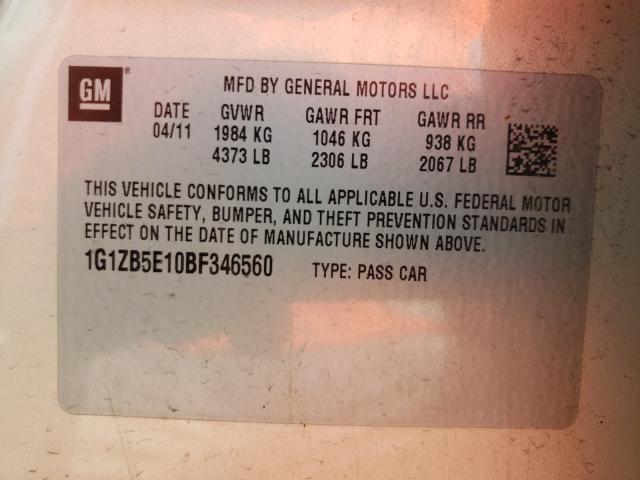 GM ®
MFD BY GENERAL MOTORS LLC
DATE GVWR GAWR FRT GAWR RR
04/11 1984 KG 1046 KG 938 KG
4373 LB 2306 LB 2067 LB
THIS VEHICLE CONFORMS TO ALL APPLICABLE U.S. FEDERAL MOTOR
VEHICLE SAFETY, BUMPER, AND THEFT PREVENTION STANDARDS IN
EFFECT ON THE DATE OF MANUFACTURE SHOWN ABOVE.
1G1ZB5E10BF346560 TYPE: PASS CAR